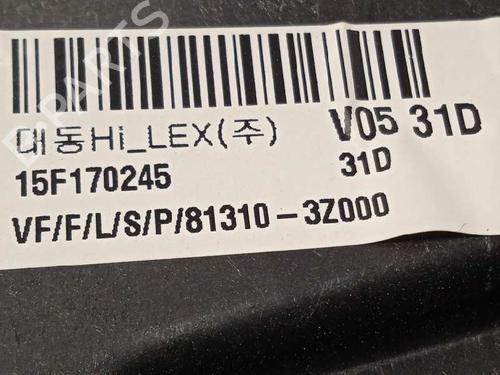 대동Hi_LEX(주) V05 31D
15F170245 31D
VF/F/L/S/P/81310-3Z000